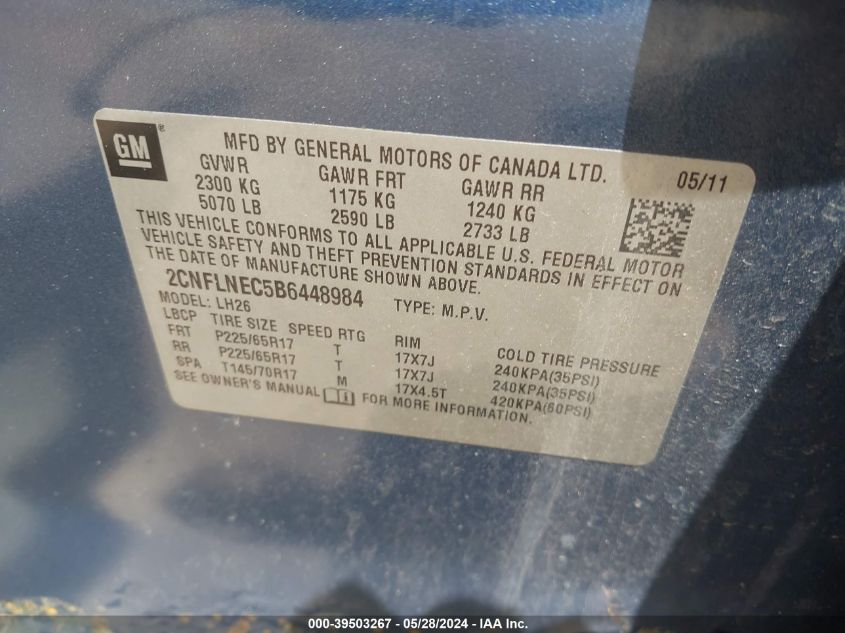 GM®
MFD BY GENERAL MOTORS OF CANADA LTD.
05/11
GVWR GAWR FRT GAWR RR
2300 KG 1175 KG 1240 KG
5070 LB 2590 LB 2733 LB
THIS VEHICLE CONFORMS TO ALL APPLICABLE U.S. FEDERAL MOTOR
VEHICLE SAFETY AND THEFT PREVENTION STANDARDS IN EFFECT ON
THE DATE OF MANUFACTURE SHOWN ABOVE.
2CNFLNEC5B6448984 TYPE: M.P.V.
MODEL: LH26
LBCP TIRE SIZE SPEED RTG RIM COLD TIRE PRESSURE
FRT P225/65R17 T 17X7J 240KPA(35PSI)
RR P225/65R17 T 17X7J 240KPA(35PSI)
SPA T145/70R17 M 17X4.5T 420KPA(60PSI)
SEE OWNER'S MANUAL FOR MORE INFORMATION.
000-39503267 - 05/28/2024 - IAA Inc.